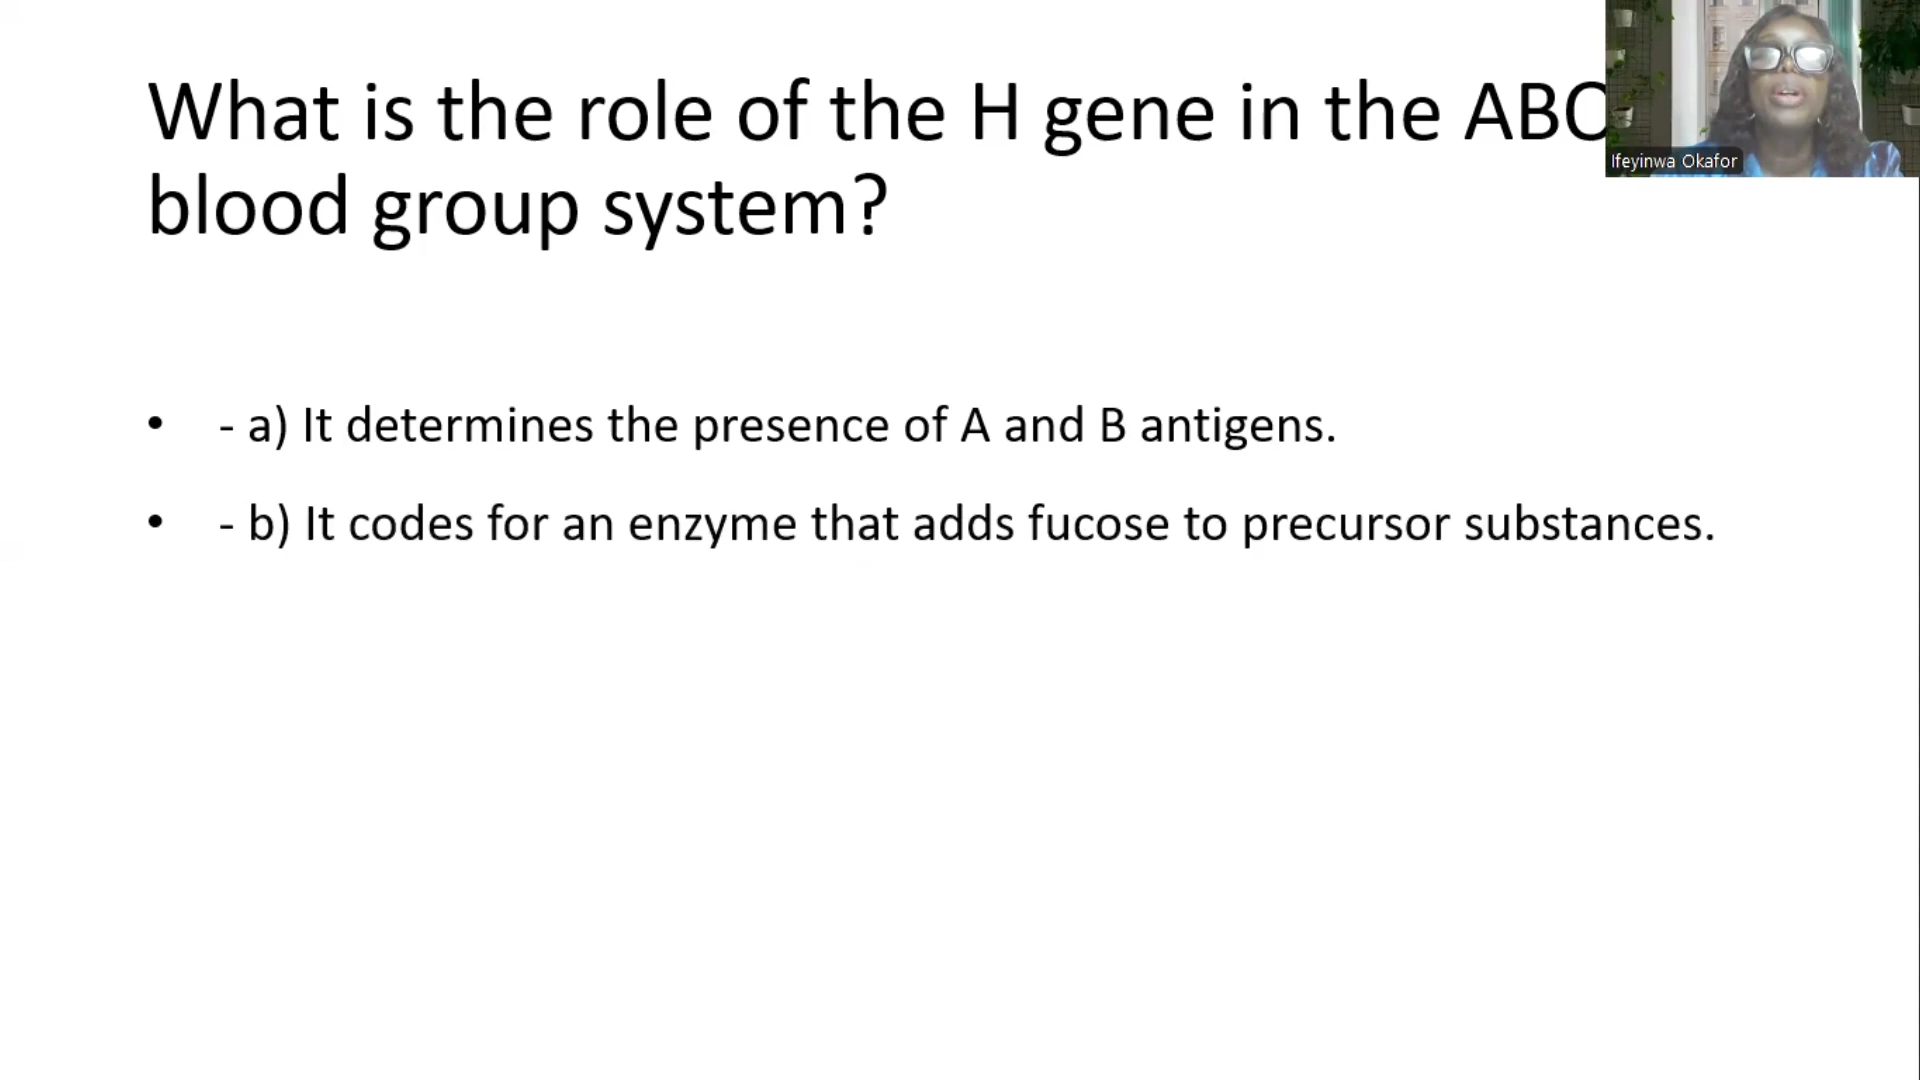 What is the role of the H gene in the ABO
blood group system?
Ifeyinwa Okafor
• - a) It determines the presence of A and B antigens.
• - b) It codes for an enzyme that adds fucose to precursor substances.